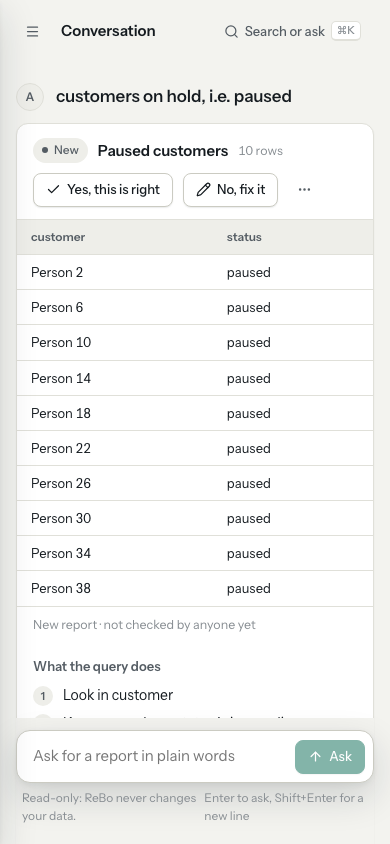 Conversation
Search or ask ⌘K
A
customers on hold, i.e. paused
New
Paused customers 10 rows
Yes, this is right
No, fix it
customer status
Person 2 paused
Person 6 paused
Person 10 paused
Person 14 paused
Person 18 paused
Person 22 paused
Person 26 paused
Person 30 paused
Person 34 paused
Person 38 paused
New report · not checked by anyone yet
What the query does
1 Look in customer
Ask for a report in plain words
Ask
Read-only: ReBo never changes your data.
Enter to ask, Shift+Enter for a new line